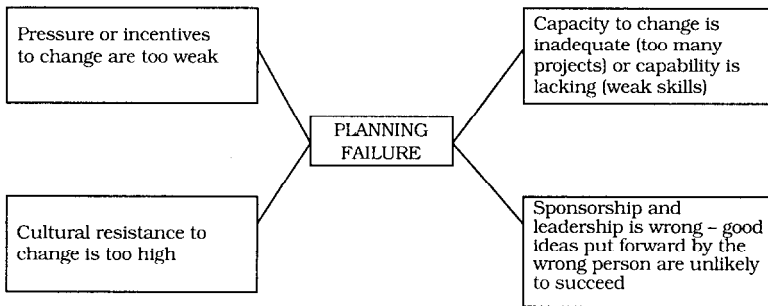 Pressure or incentives
to change are too weak
Capacity to change is
inadequate (too many
projects) or capability is
lacking (weak skills)
PLANNING
FAILURE
Cultural resistance to
change is too high
Sponsorship and
leadership is wrong – good
ideas put forward by the
wrong person are unlikely
to succeed